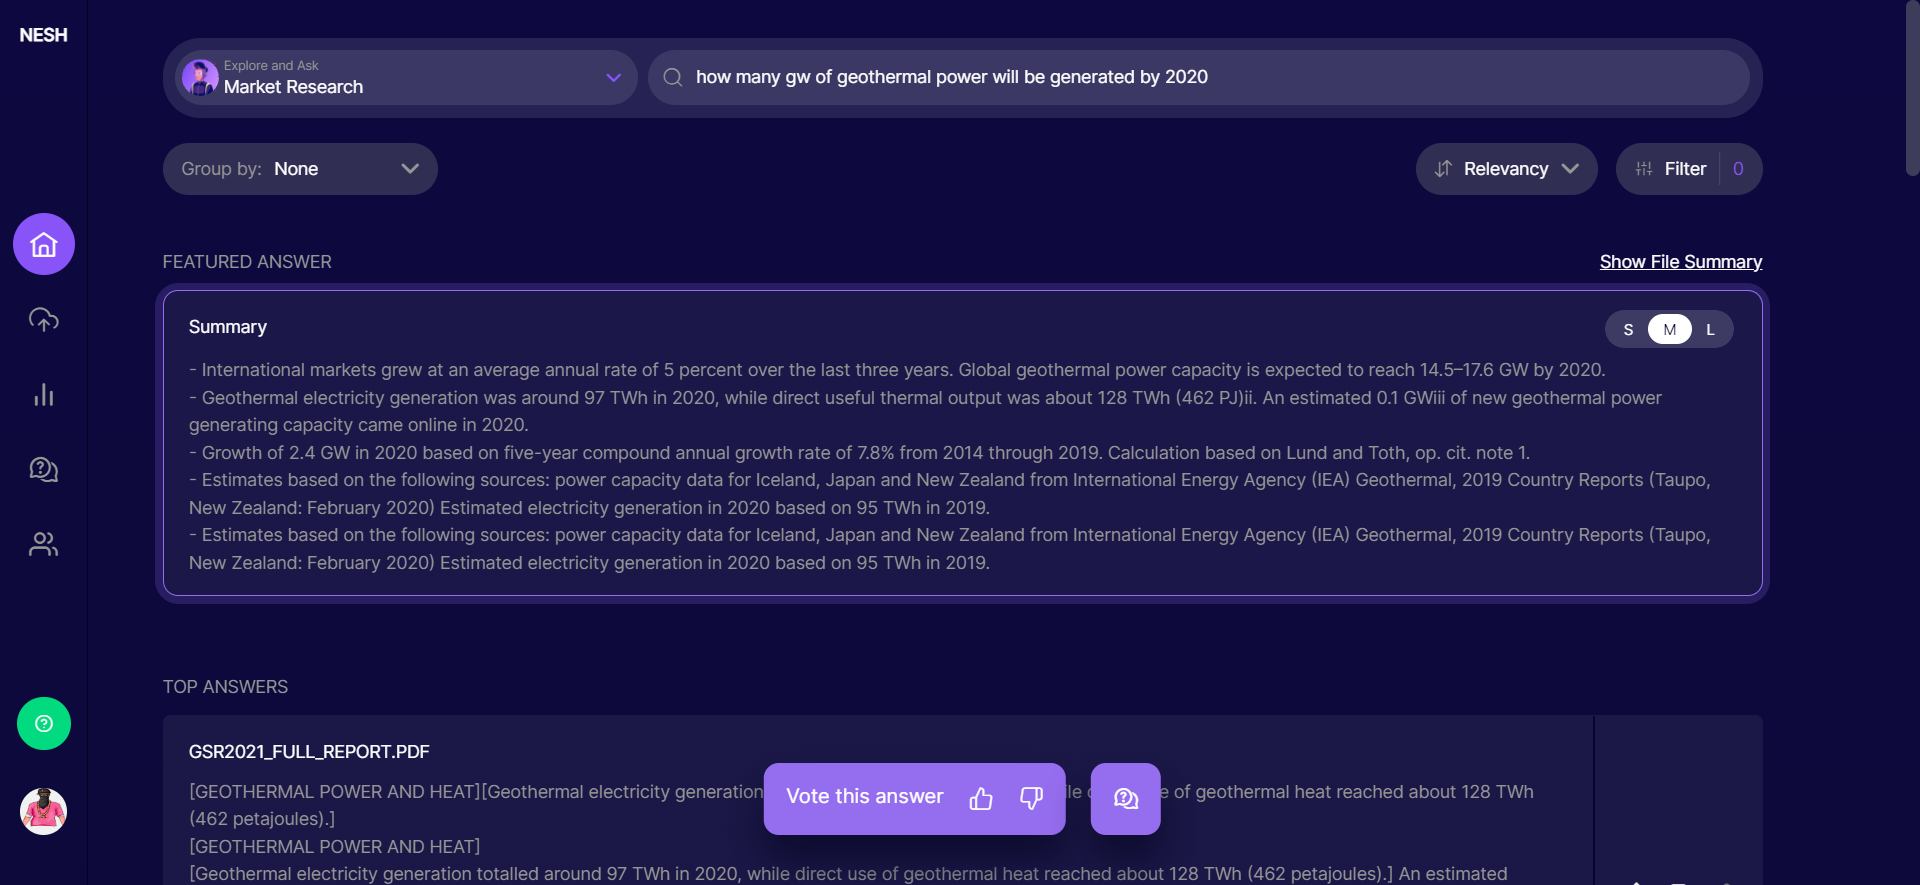 NESH
Explore and Ask
Market Research
how many gw of geothermal power will be generated by 2020
Group by: None
Relevancy
Filter 0
FEATURED ANSWER
Show File Summary
Summary
S M L
- International markets grew at an average annual rate of 5 percent over the last three years. Global geothermal power capacity is expected to reach 14.5–17.6 GW by 2020.
- Geothermal electricity generation was around 97 TWh in 2020, while direct useful thermal output was about 128 TWh (462 PJ)ii. An estimated 0.1 GWiii of new geothermal power
generating capacity came online in 2020.
- Growth of 2.4 GW in 2020 based on five-year compound annual growth rate of 7.8% from 2014 through 2019. Calculation based on Lund and Toth, op. cit. note 1.
- Estimates based on the following sources: power capacity data for Iceland, Japan and New Zealand from International Energy Agency (IEA) Geothermal, 2019 Country Reports (Taupo,
New Zealand: February 2020) Estimated electricity generation in 2020 based on 95 TWh in 2019.
- Estimates based on the following sources: power capacity data for Iceland, Japan and New Zealand from International Energy Agency (IEA) Geothermal, 2019 Country Reports (Taupo,
New Zealand: February 2020) Estimated electricity generation in 2020 based on 95 TWh in 2019.
TOP ANSWERS
GSR2021_FULL_REPORT.PDF
[GEOTHERMAL POWER AND HEAT][Geothermal electricity generation of geothermal heat reached about 128 TWh
(462 petajoules).]
Vote this answer
[GEOTHERMAL POWER AND HEAT]
[Geothermal electricity generation totalled around 97 TWh in 2020, while direct use of geothermal heat reached about 128 TWh (462 petajoules).] An estimated